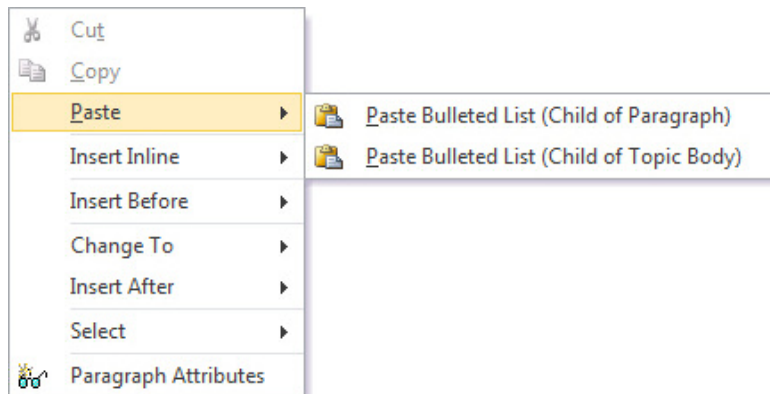 Cut
Copy
Paste
Paste Bulleted List (Child of Paragraph)
Paste Bulleted List (Child of Topic Body)
Insert Inline
Insert Before
Change To
Insert After
Select
Paragraph Attributes